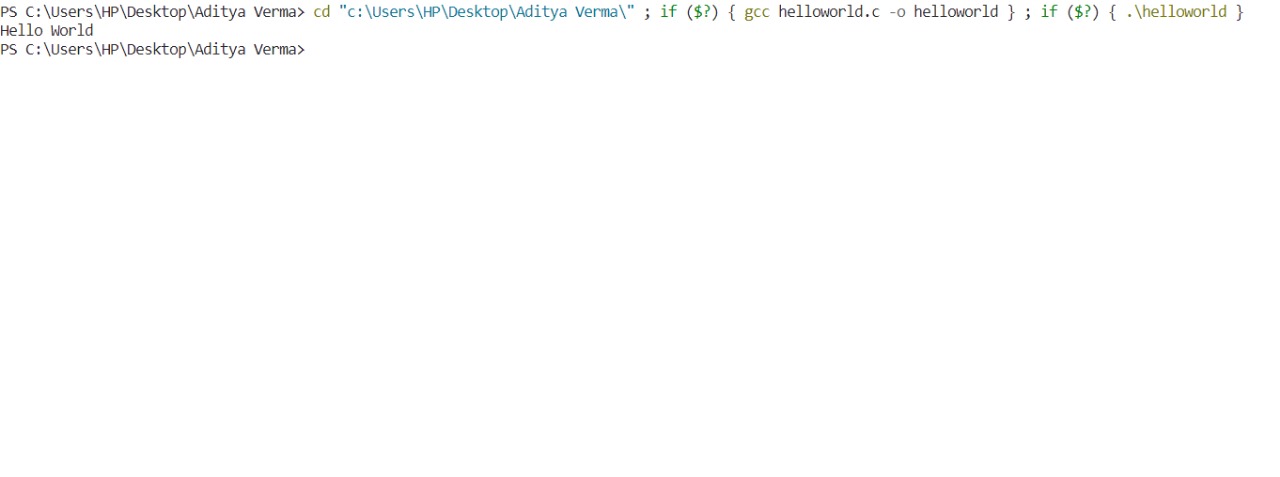 PS C:\Users\HP\Desktop\Aditya Verma> cd "c:\Users\HP\Desktop\Aditya Verma\" ; if ($?) { gcc helloworld.c -o helloworld } ; if ($?) { .\helloworld }
Hello World
PS C:\Users\HP\Desktop\Aditya Verma>